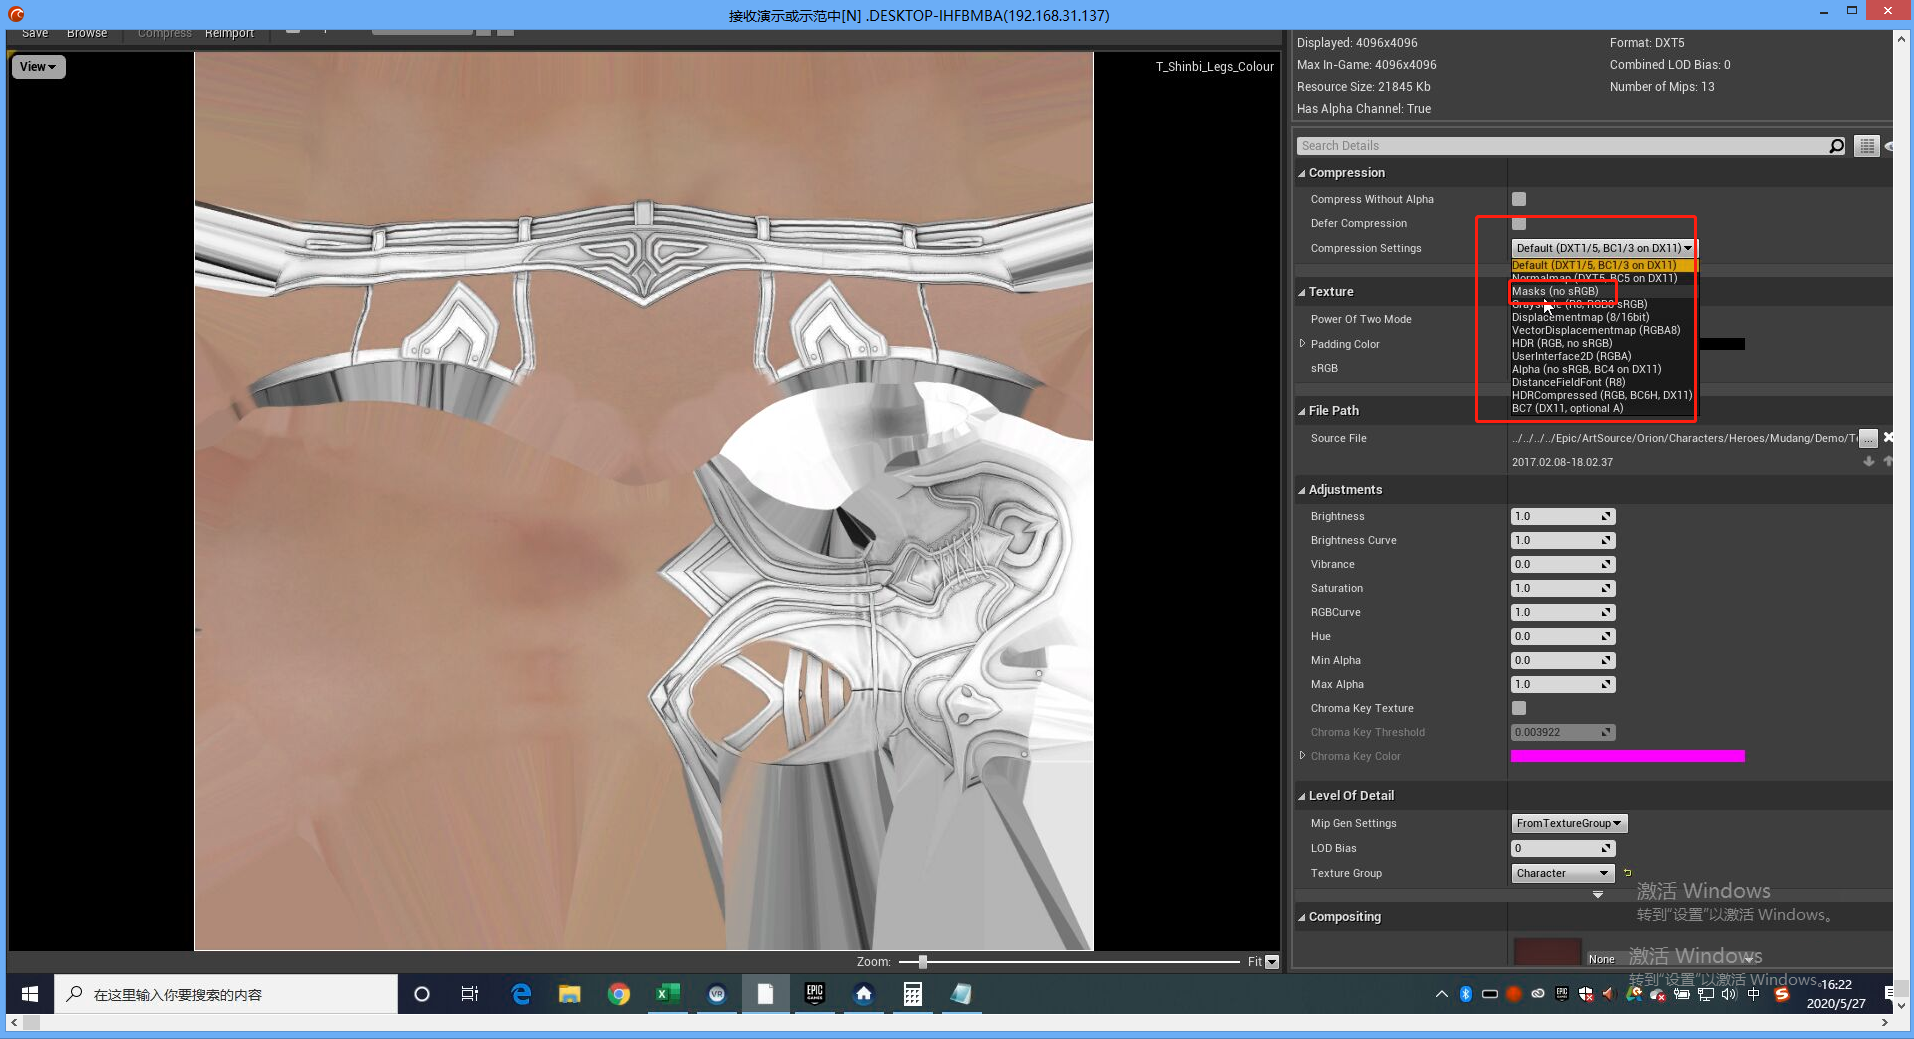 接收演示或示范中[N] .DESKTOP-IHFBMBA(192.168.31.137)
Save Browse Compress Reimport
View
T_Shinbi_Legs_Colour
Displayed: 4096x4096 Format: DXT5
Max In-Game: 4096x4096 Combined LOD Bias: 0
Resource Size: 21845 Kb Number of Mips: 13
Has Alpha Channel: True
Search Details
Compression
Compress Without Alpha
Defer Compression
Compression Settings Default (DXT1/5, BC1/3 on DX11)
Default (DXT1/5, BC1/3 on DX11)
Normalmap (DXT5, BC5 on DX11)
Texture
Masks (no sRGB)
Grayscale (R8, RGB8 sRGB)
Power Of Two Mode
Displacementmap (8/16bit)
VectorDisplacementmap (RGBA8)
Padding Color
HDR (RGB, no sRGB)
UserInterface2D (RGBA)
sRGB
Alpha (no sRGB, BC4 on DX11)
DistanceFieldFont (R8)
HDRCompressed (RGB, BC6H, DX11)
BC7 (DX11, optional A)
File Path
Source File ../../../../Epic/ArtSource/Orion/Characters/Heroes/Mudang/Demo/T ...
2017.02.08-18.02.37
Adjustments
Brightness 1.0
Brightness Curve 1.0
Vibrance 0.0
Saturation 1.0
RGBCurve 1.0
Hue 0.0
Min Alpha 0.0
Max Alpha 1.0
Chroma Key Texture
Chroma Key Threshold 0.003922
Chroma Key Color
Level Of Detail
Mip Gen Settings FromTextureGroup
LOD Bias 0
Texture Group Character
激活 Windows
转到"设置"以激活 Windows。
Compositing
None
激活 Windows
转到"设置"以激活 Windows。
Zoom: Fit
在这里输入你要搜索的内容
VR
EPIC GAMES
中
16:22
2020/5/27